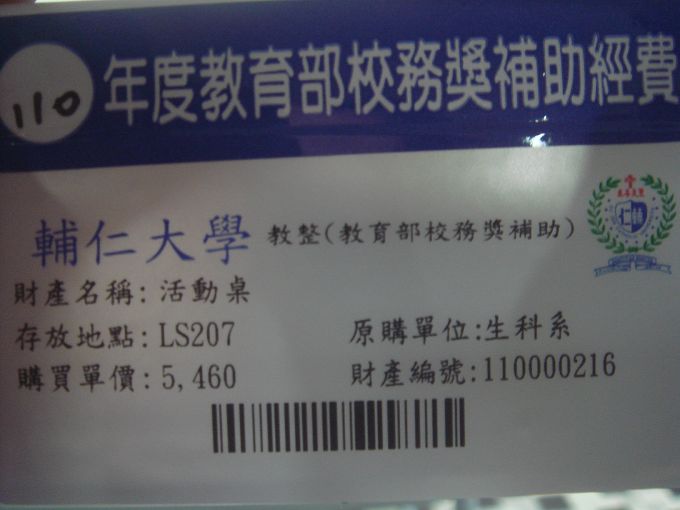 110 年度教育部校務獎補助經費
輔仁大學 教整(教育部校務獎補助)
財產名稱: 活動桌
存放地點: LS207 原購單位:生科系
購買單價: 5,460 財產編號:110000216